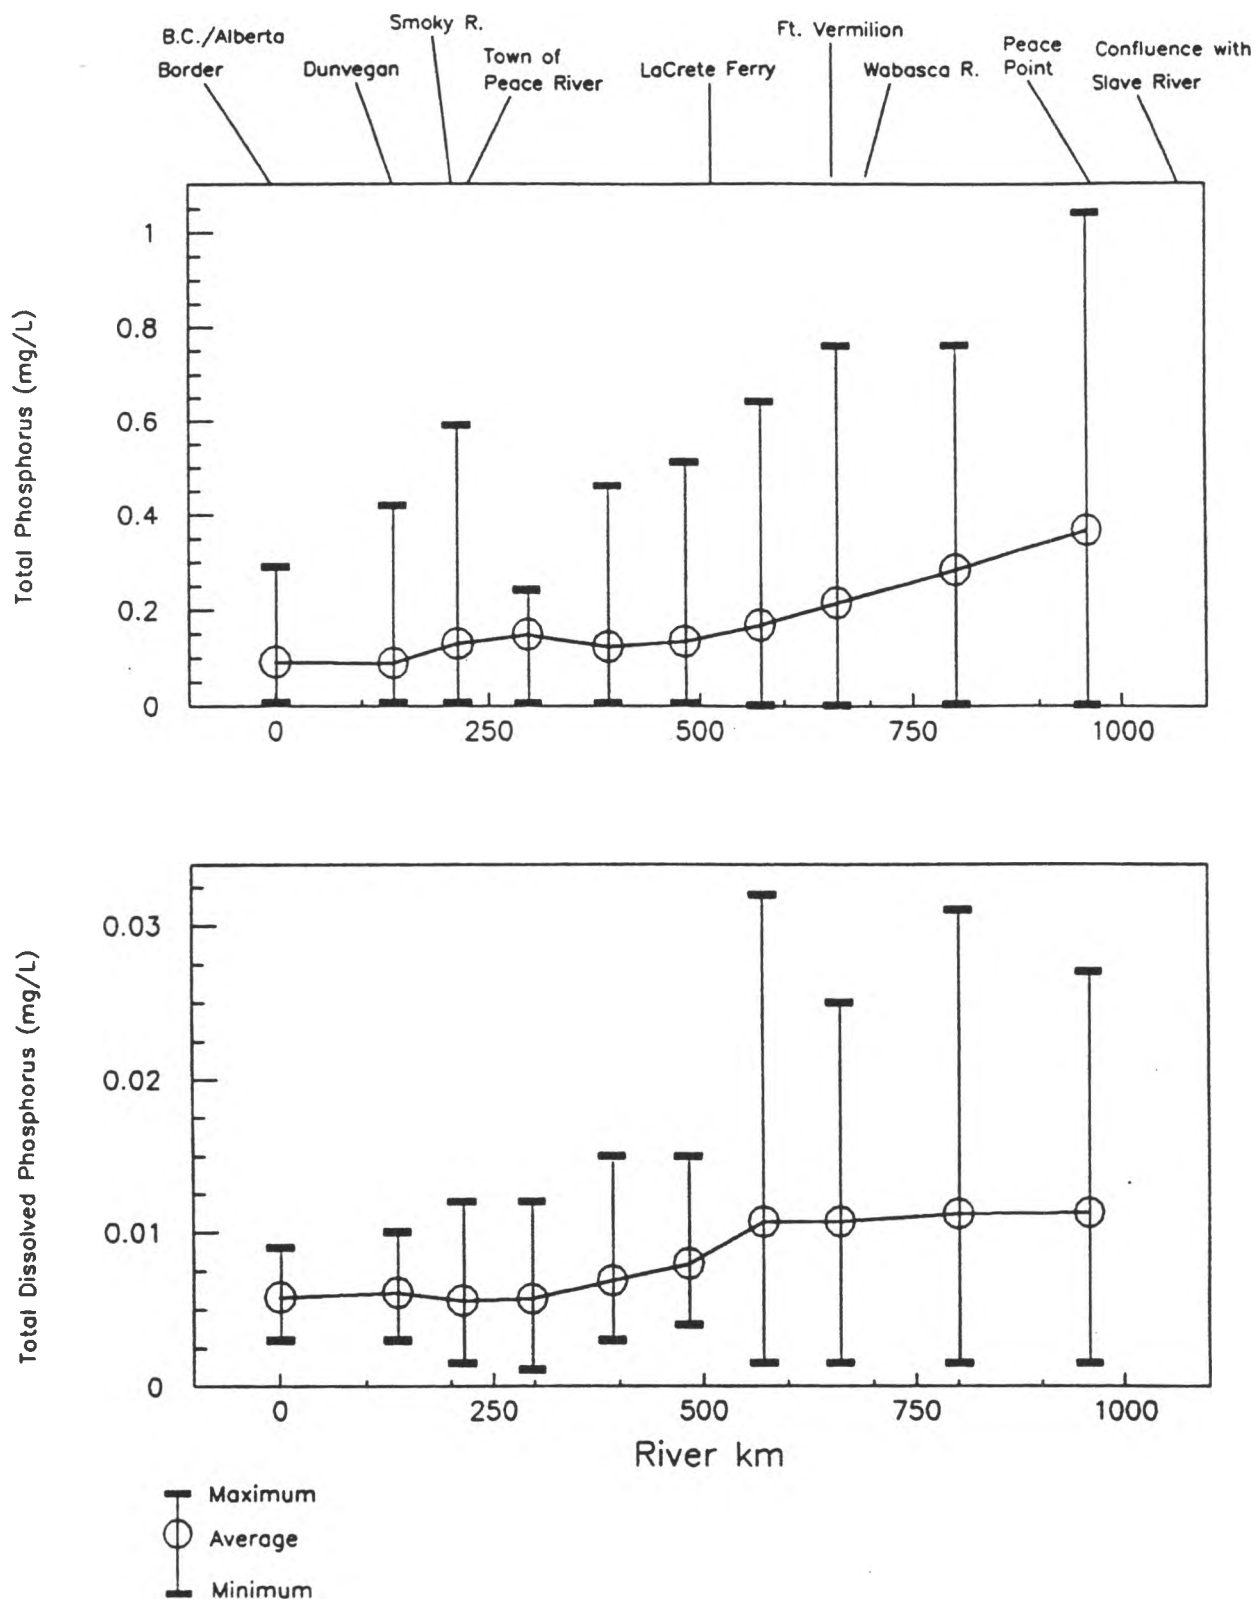 Smoky R.
Ft. Vermilion
B.C./Alberta
Border
Dunvegan
Town of
Peace River
LaCrete Ferry
Wabasca R.
Peace
Point
Confluence with
Slave River
Total Phosphorus (mg/L)
1
0.8
0.6
0.4
0.2
0
0 250 500 750 1000
Total Dissolved Phosphorus (mg/L)
0.03
0.02
0.01
0
0 250 500 750 1000
River km
Maximum
Average
Minimum